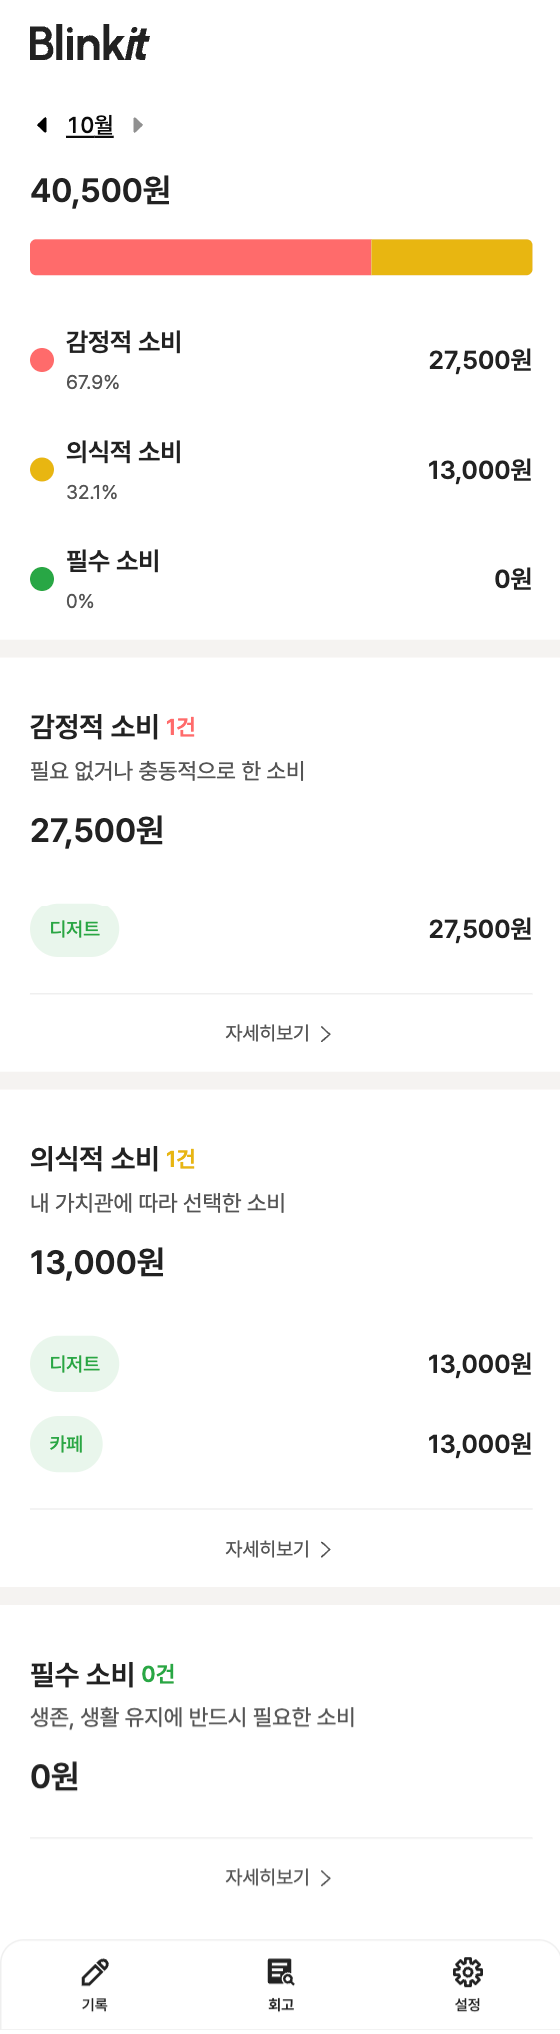 Blinkit
10월
40,500원
감정적 소비
67.9%
27,500원
의식적 소비
32.1%
13,000원
필수 소비
0%
0원
감정적 소비 1건
필요 없거나 충동적으로 한 소비
27,500원
디저트 27,500원
자세히보기
의식적 소비 1건
내 가치관에 따라 선택한 소비
13,000원
디저트 13,000원
카페 13,000원
자세히보기
필수 소비 0건
생존, 생활 유지에 반드시 필요한 소비
0원
자세히보기
기록 회고 설정